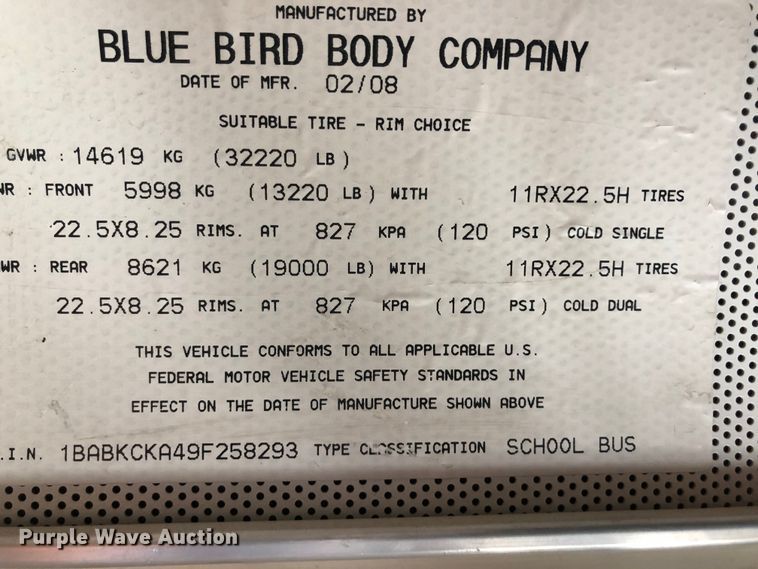 MANUFACTURED BY
BLUE BIRD BODY COMPANY
DATE OF MFR. 02/08
SUITABLE TIRE - RIM CHOICE
GVWR : 14619 KG (32220 LB)
WR : FRONT 5998 KG (13220 LB) WITH 11RX22.5H TIRES
22.5X8.25 RIMS. AT 827 KPA (120 PSI) COLD SINGLE
WR : REAR 8621 KG (19000 LB) WITH 11RX22.5H TIRES
22.5X8.25 RIMS. AT 827 KPA (120 PSI) COLD DUAL
THIS VEHICLE CONFORMS TO ALL APPLICABLE U.S.
FEDERAL MOTOR VEHICLE SAFETY STANDARDS IN
EFFECT ON THE DATE OF MANUFACTURE SHOWN ABOVE
.I.N. 1BABKCKA49F258293 TYPE CLASSIFICATION SCHOOL BUS
Purple Wave Auction